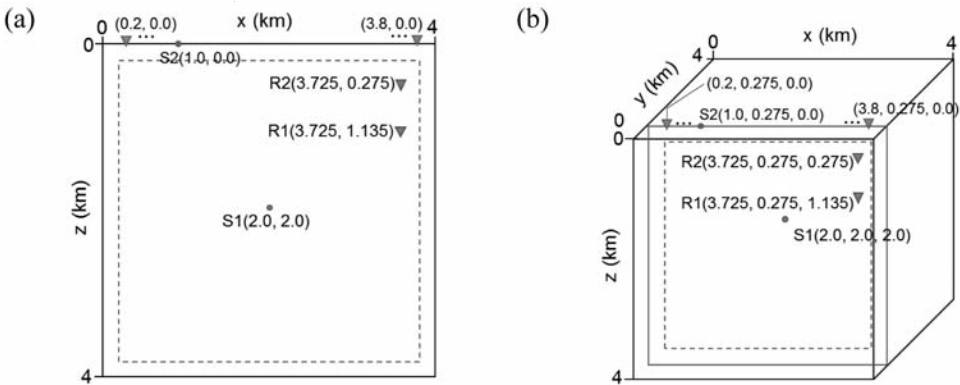 (a)
0
x (km)
4
(0.2, 0.0)
...
(3.8, 0.0)
...
0
S2(1.0, 0.0)
R2(3.725, 0.275)
R1(3.725, 1.135)
S1(2.0, 2.0)
z (km)
4
(b)
0
x (km)
4
4
y (km)
0
(0.2, 0.275, 0.0)
...
S2(1.0, 0.275, 0.0)
(3.8, 0.275, 0.0)
...
0
R2(3.725, 0.275, 0.275)
R1(3.725, 0.275, 1.135)
S1(2.0, 2.0, 2.0)
z (km)
4